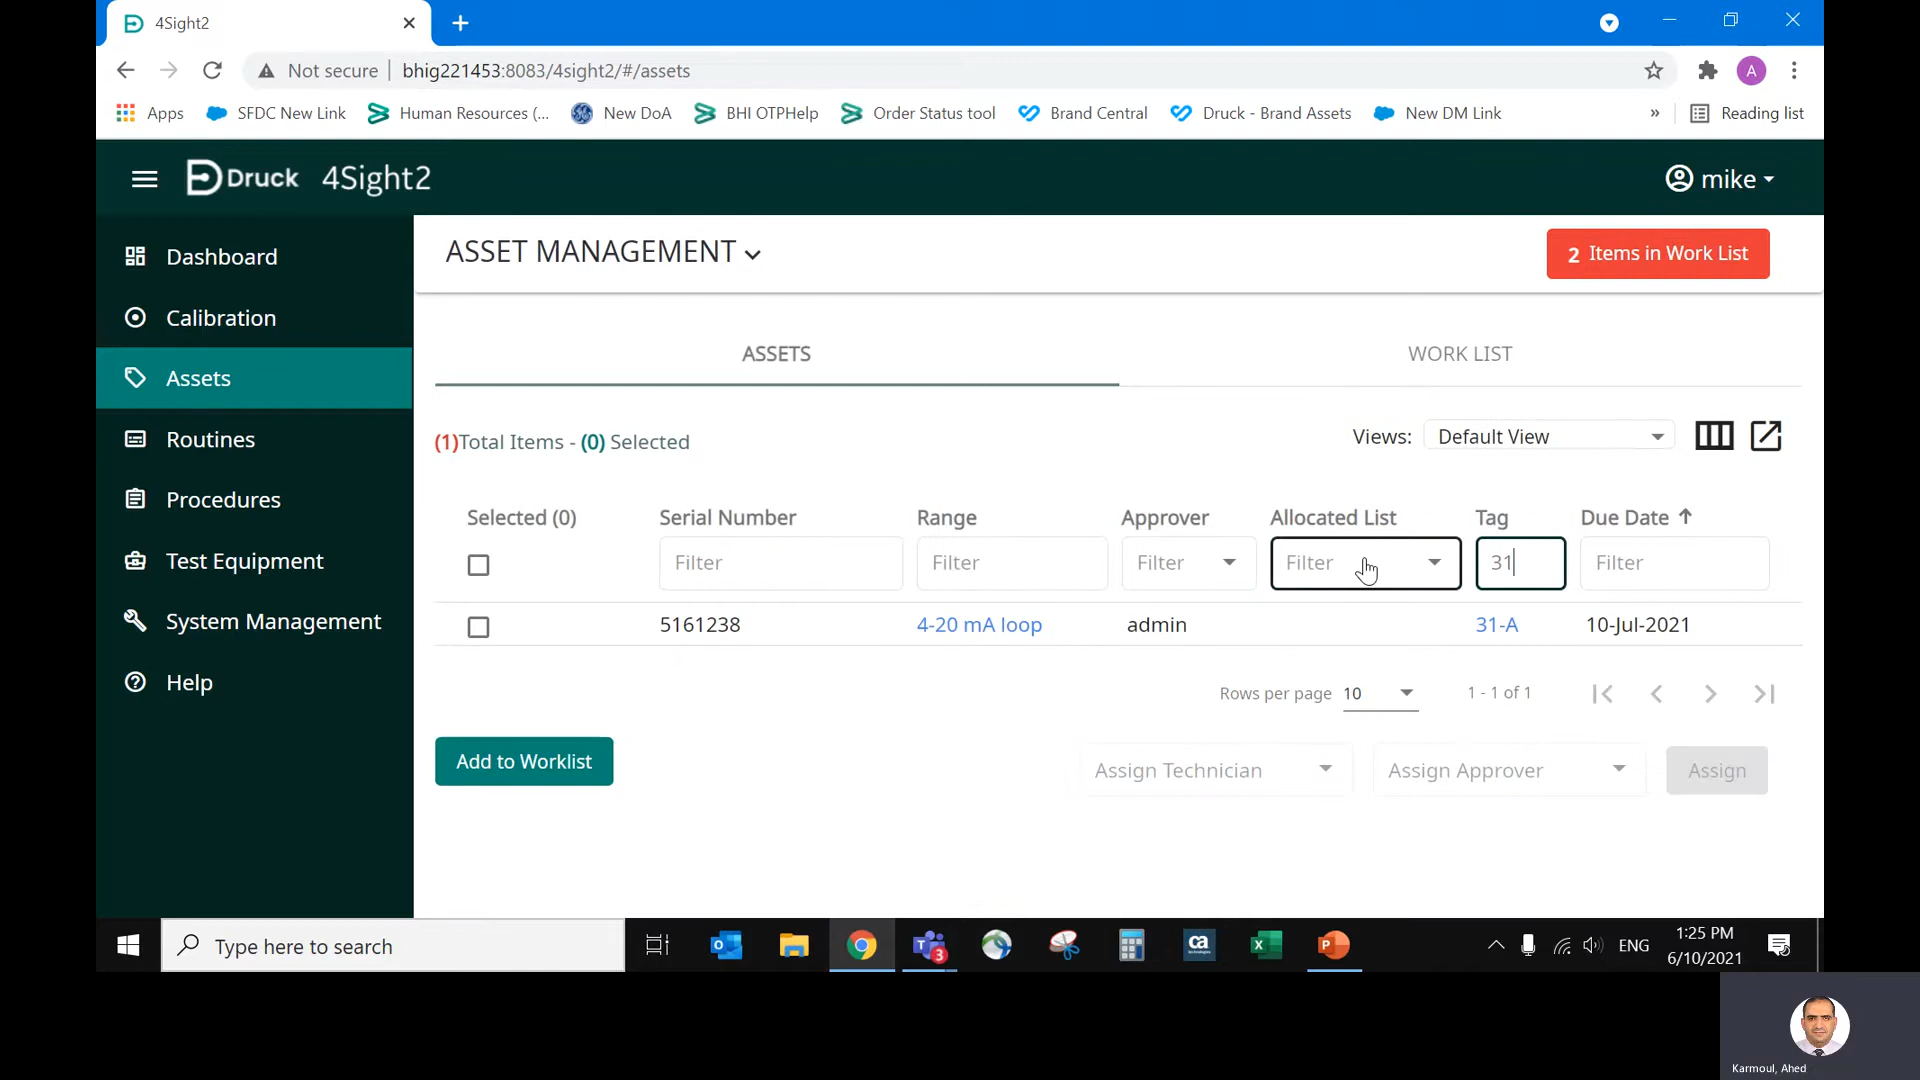 4Sight2
Not secure bhig221453:8083/4sight2/#/assets A
Apps SFDC New Link Human Resources (... New DoA BHI OTPHelp Order Status tool Brand Central Druck - Brand Assets New DM Link » Reading list
Druck 4Sight2 mike
Dashboard
Calibration
Assets
Routines
Procedures
Test Equipment
System Management
Help
ASSET MANAGEMENT
2 Items in Work List
ASSETS WORK LIST
(1)Total Items - (0) Selected
Views: Default View
Selected (0) Serial Number Range Approver Allocated List Tag Due Date
Filter Filter Filter Filter 31 Filter
5161238 4-20 mA loop admin 31-A 10-Jul-2021
Rows per page 10 1 - 1 of 1
Add to Worklist Assign Technician Assign Approver Assign
Type here to search
3
ca
ENG
1:25 PM
6/10/2021
Karmoul, Ahed